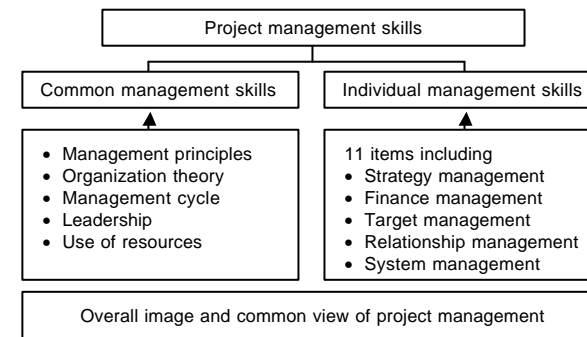 Project management skills
Common management skills
Individual management skills
• Management principles
• Organization theory
• Management cycle
• Leadership
• Use of resources
11 items including
• Strategy management
• Finance management
• Target management
• Relationship management
• System management
Overall image and common view of project management